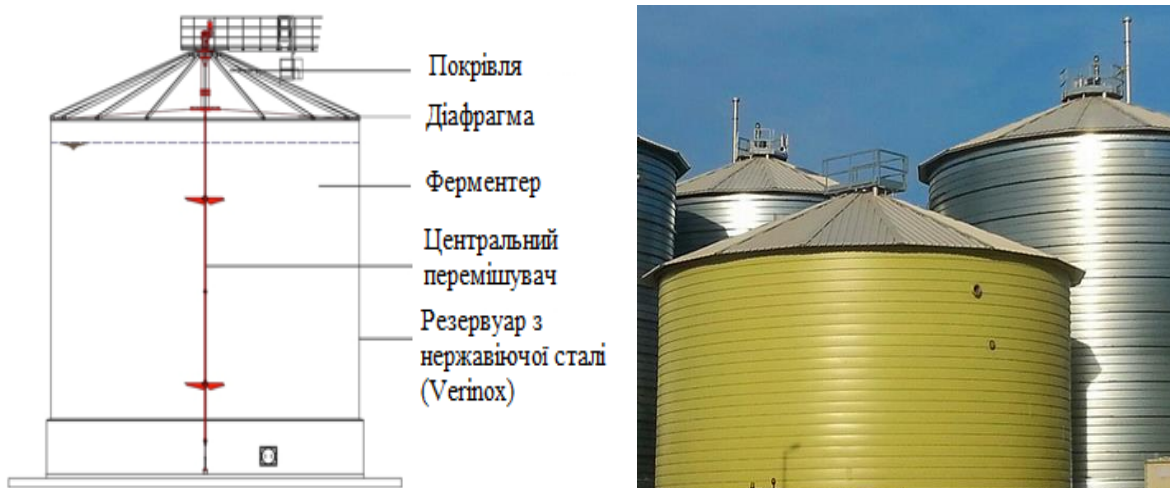 Покрівля
Діафрагма
Ферментер
Центральний
перемішувач
Резервуар з
нержавіючої сталі
(Verinox)